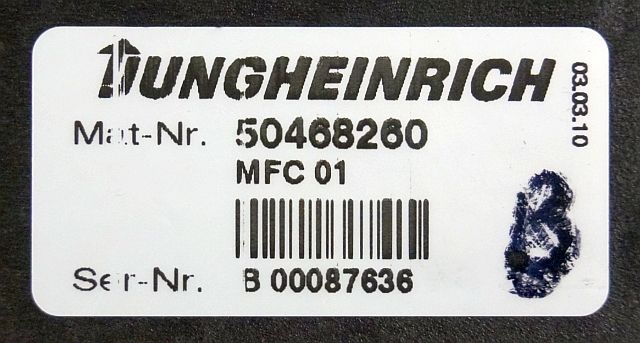 JUNGHEINRICH
03.03.10
Mat-Nr. 50468260
MFC 01
Ser-Nr. B 00087636